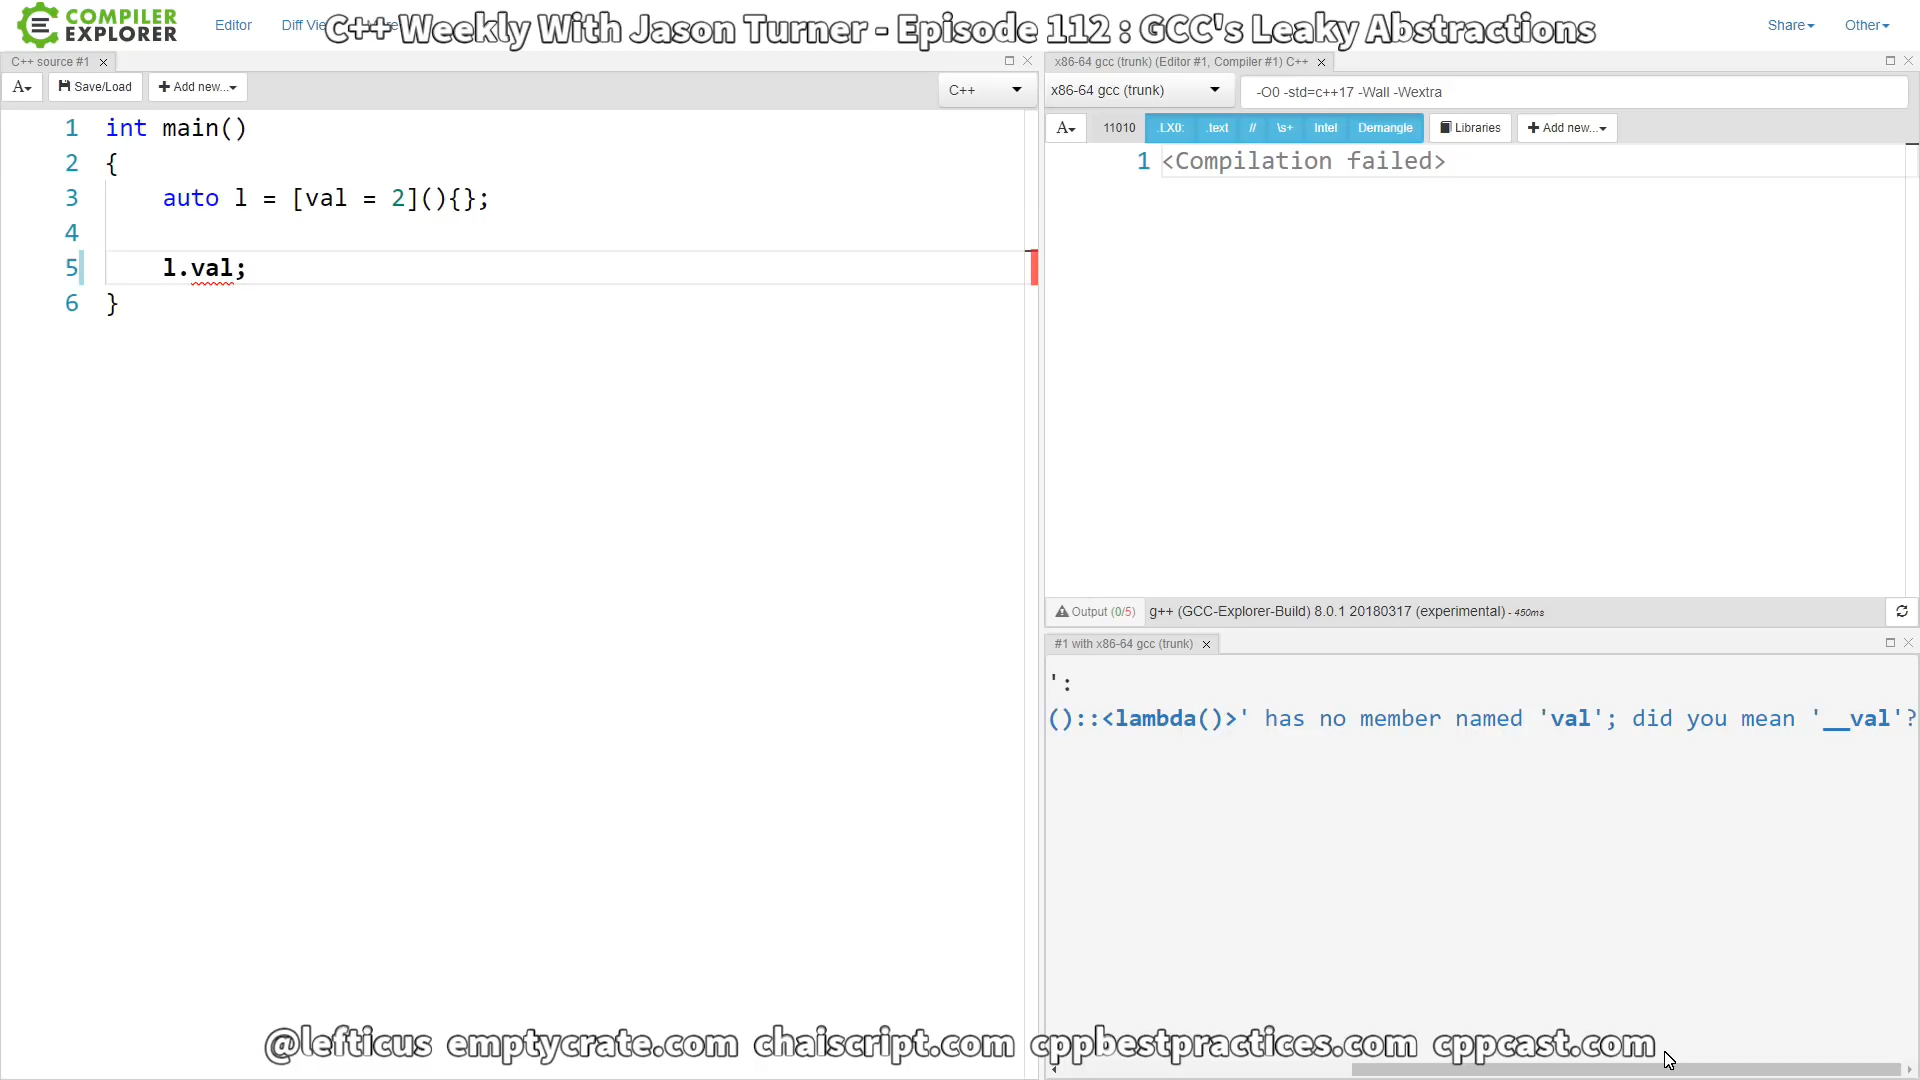 COMPILER
EXPLORER
Editor
Diff
C++ Weekly With Jason Turner - Episode 112 : GCC's Leaky Abstractions
Share
Other
C++ source #1
A
Save/Load
Add new...
C++
1 int main()
2 {
3 auto l = [val = 2](){};
4
5 l.val;
6 }
x86-64 gcc (trunk) (Editor #1, Compiler #1) C++
x86-64 gcc (trunk)
-O0 -std=c++17 -Wall -Wextra
A
11010
.LX0:
.text
//
\s+
Intel
Demangle
Libraries
Add new...
1 <Compilation failed>
Output (0/5)
g++ (GCC-Explorer-Build) 8.0.1 20180317 (experimental) - 450ms
#1 with x86-64 gcc (trunk)
':
()::<lambda()>' has no member named 'val'; did you mean '__val'?
@lefticus emptycrate.com chaiscript.com cppbestpractices.com cppcast.com